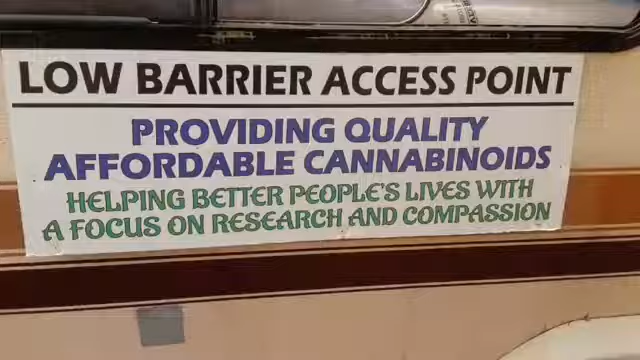 LOW BARRIER ACCESS POINT
PROVIDING QUALITY
AFFORDABLE CANNABINOIDS
HELPING BETTER PEOPLE'S LIVES WITH
A FOCUS ON RESEARCH AND COMPASSION